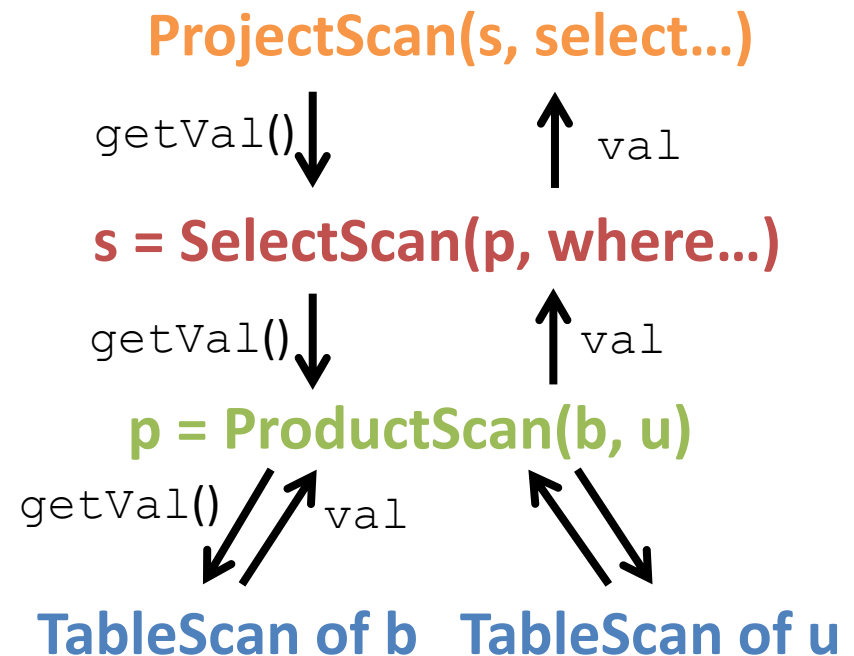 ProjectScan(s, select…)
getVal() val
s = SelectScan(p, where…)
getVal() val
p = ProductScan(b, u)
getVal() val
TableScan of b TableScan of u